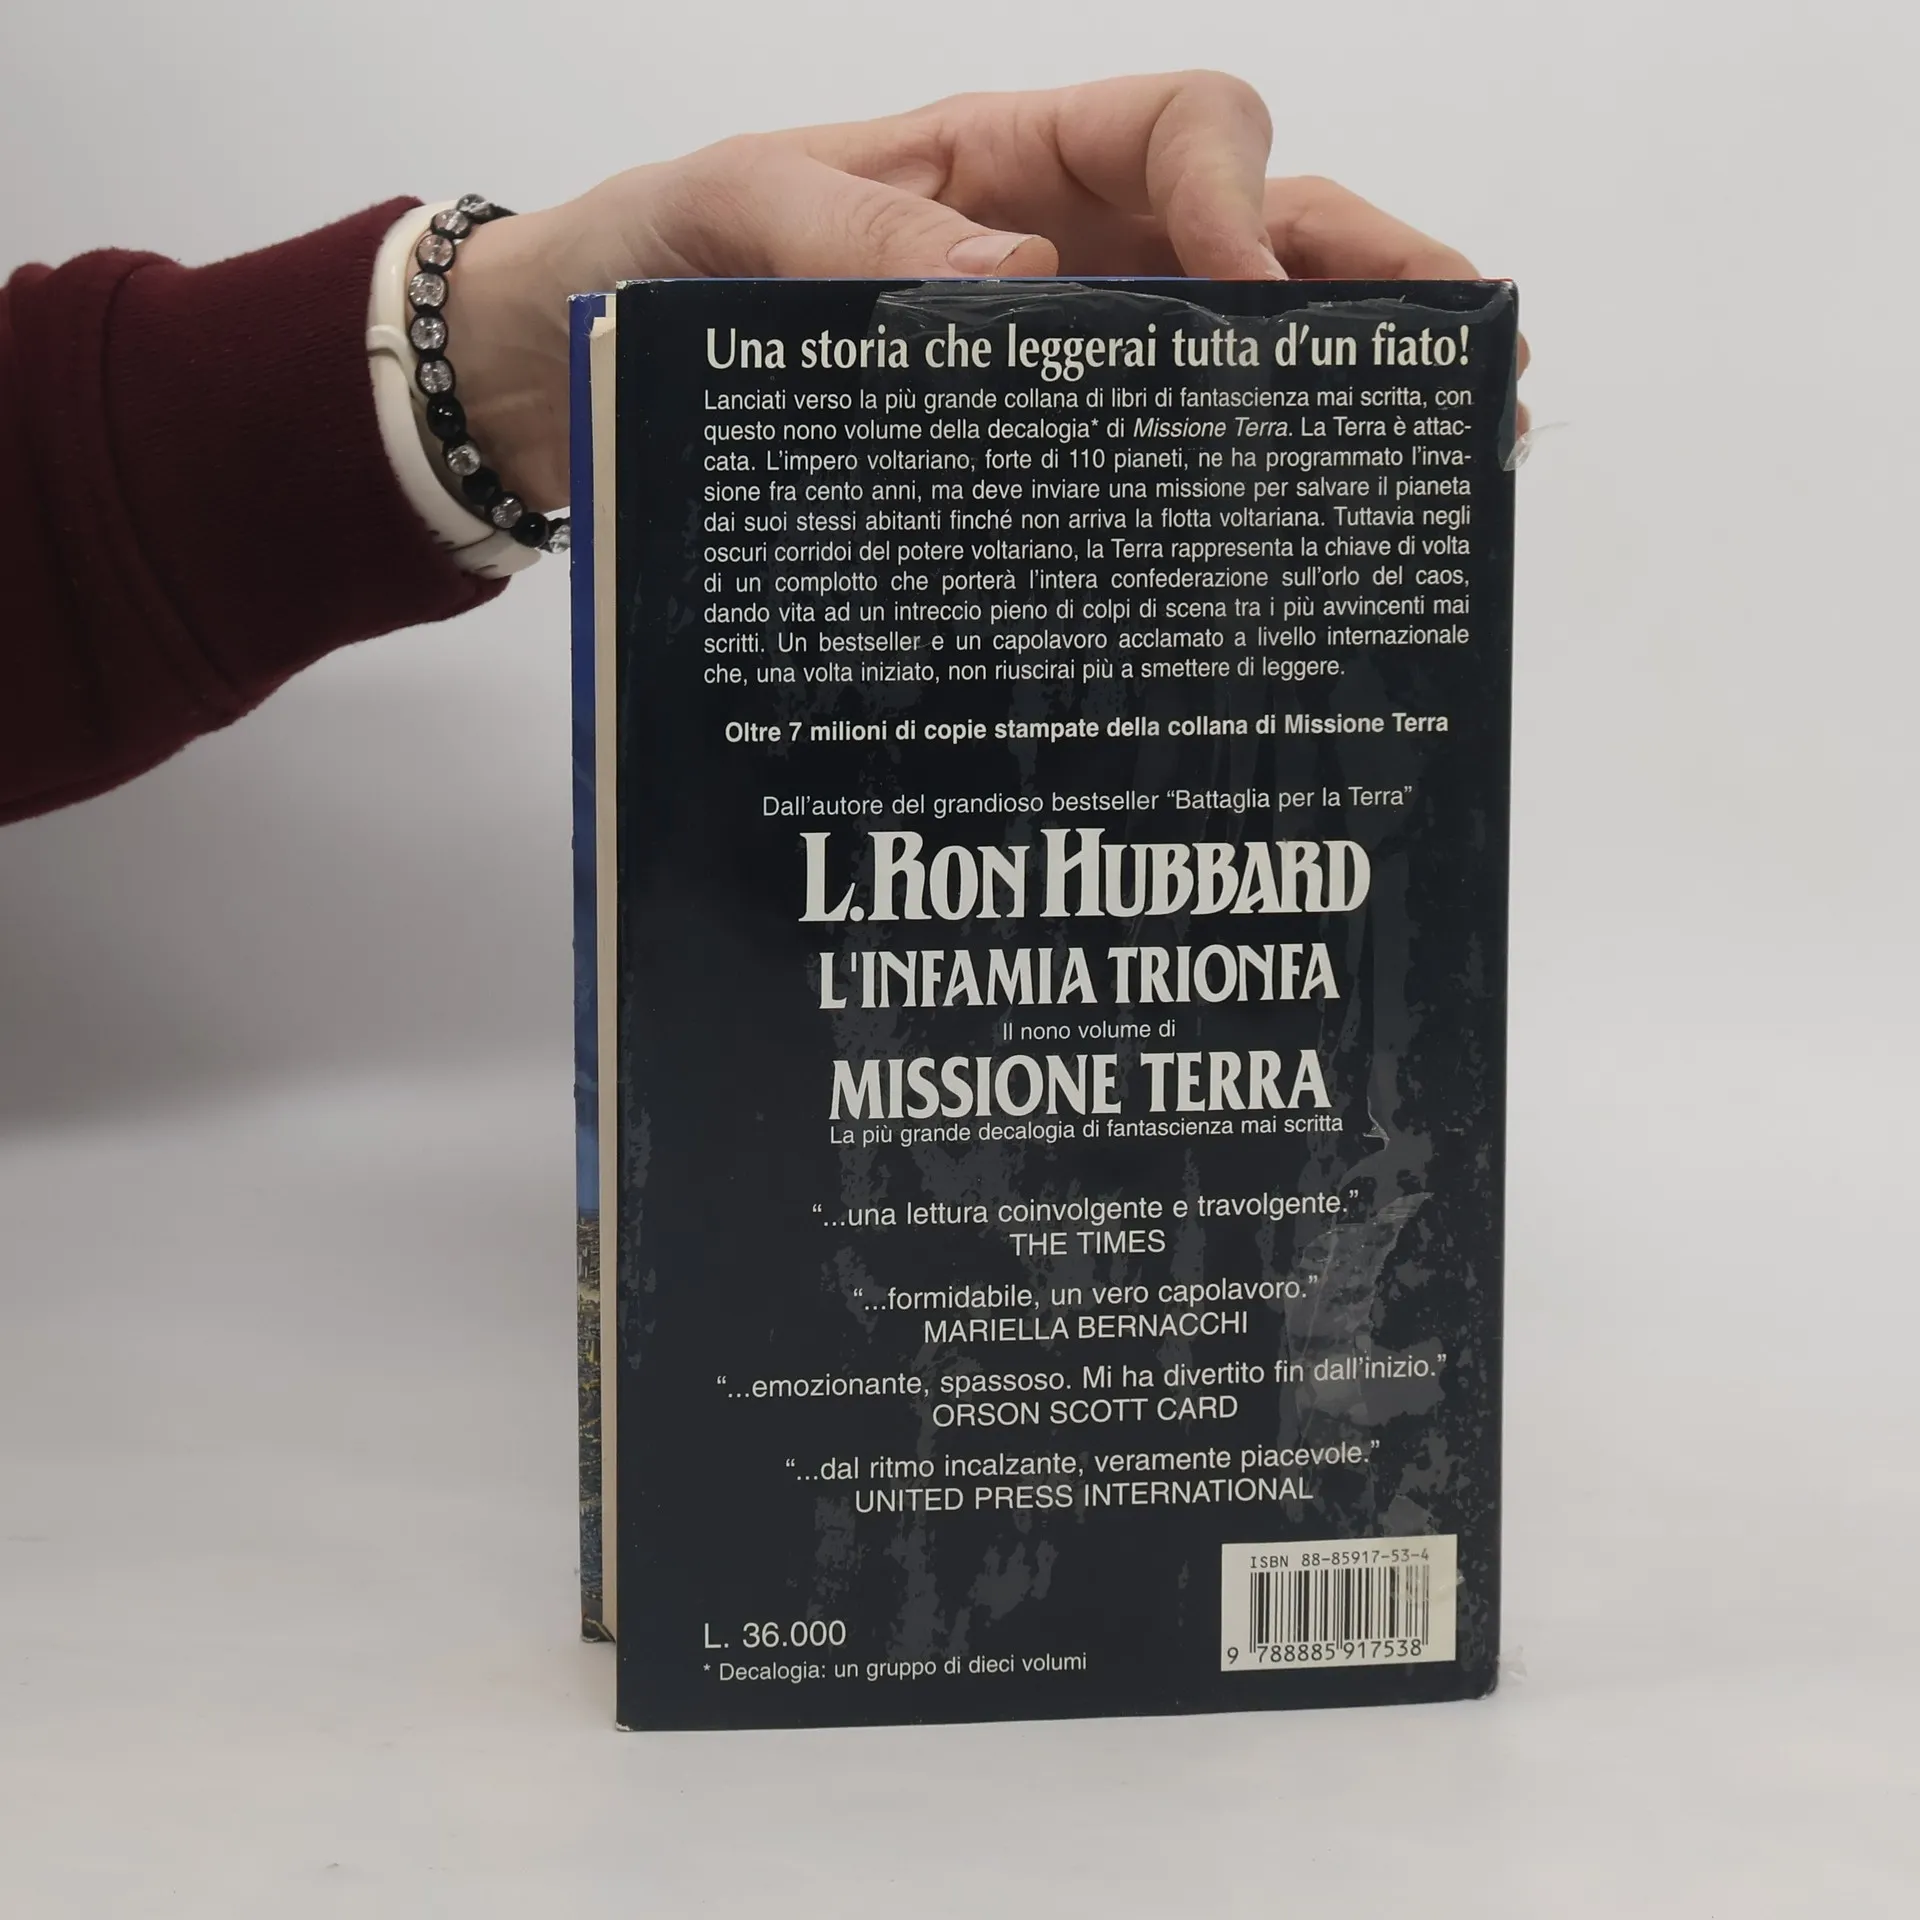 Una storia che leggerai tutta d'un fiato!
Lanciati verso la più grande collana di libri di fantascienza mai scritta, con
questo nono volume della decalogia* di Missione Terra. La Terra è attac-
cata. L'impero voltariano, forte di 110 pianeti, ne ha programmato l'inva-
sione fra cento anni, ma deve inviare una missione per salvare il pianeta
dai suoi stessi abitanti finché non arriva la flotta voltariana. Tuttavia negli
oscuri corridoi del potere voltariano, la Terra rappresenta la chiave di volta
di un complotto che porterà l'intera confederazione sull'orlo del caos,
dando vita ad un intreccio pieno di colpi di scena tra i più avvincenti mai
scritti. Un bestseller e un capolavoro acclamato a livello internazionale
che, una volta iniziato, non riuscirai più a smettere di leggere.
Oltre 7 milioni di copie stampate della collana di Missione Terra
Dall'autore del grandioso bestseller “Battaglia per la Terra”
L. RON HUBBARD
L'INFAMIA TRIONFA
Il nono volume di
MISSIONE TERRA
La più grande decalogia di fantascienza mai scritta
“...una lettura coinvolgente e travolgente.”
THE TIMES
“...formidabile, un vero capolavoro.”
MARIELLA BERNACCHI
“...emozionante, spassoso. Mi ha divertito fin dall'inizio.”
ORSON SCOTT CARD
“...dal ritmo incalzante, veramente piacevole.”
UNITED PRESS INTERNATIONAL
ISBN 88-85917-53-4
9 788885 917538
L. 36.000
* Decalogia: un gruppo di dieci volumi